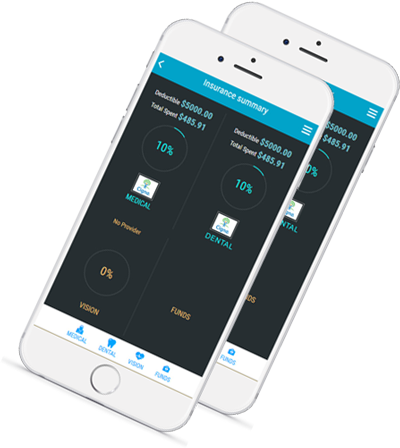 Insurance summary
Deductible $5000.00
Total Spent $485.91
10%
Cigna
MEDICAL
Deductible $5000.00
Total Spent $485.91
10%
Cigna
DENTAL
No Provider
0%
VISION
FUNDS
MEDICAL
DENTAL
VISION
FUNDS
$5000.00
$485.91
0%
DENTAL
FUNDS
FUNDS